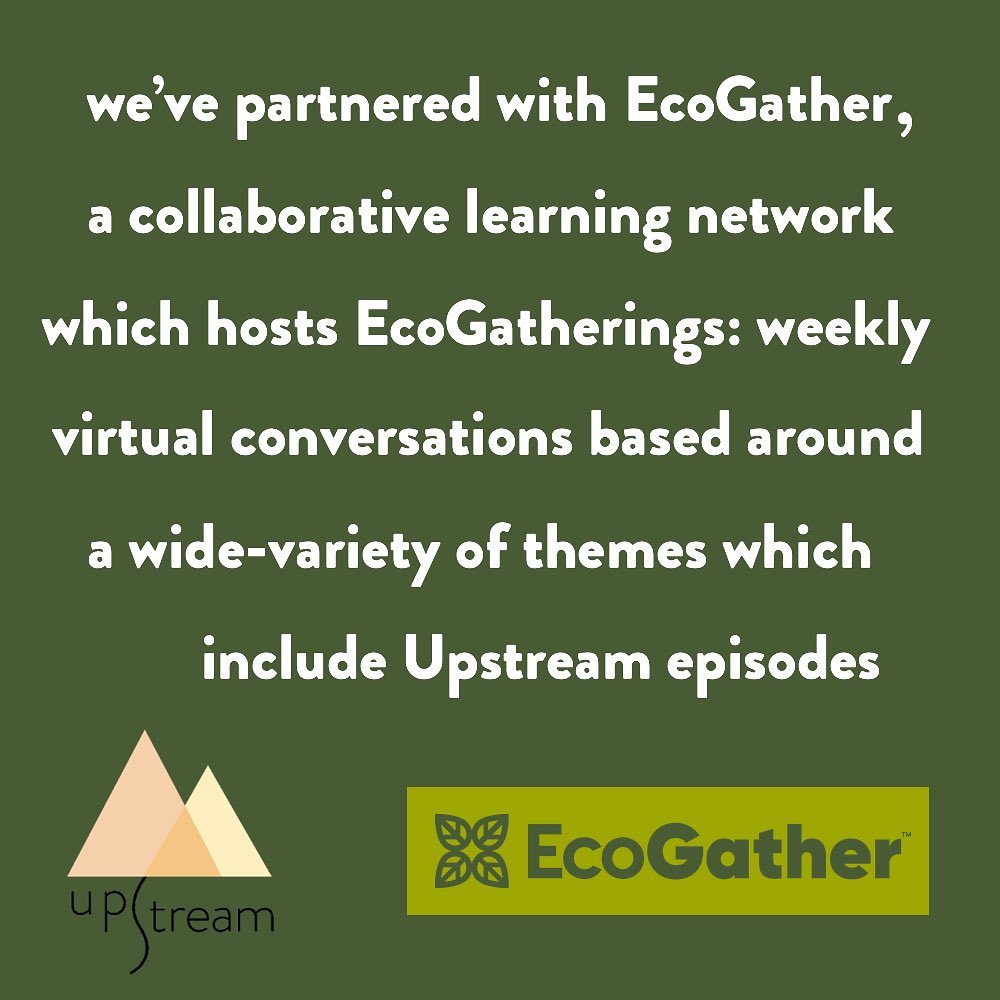 we've partnered with EcoGather,
a collaborative learning network
which hosts EcoGatherings: weekly
virtual conversations based around
a wide-variety of themes which
include Upstream episodes
upstream
EcoGather™